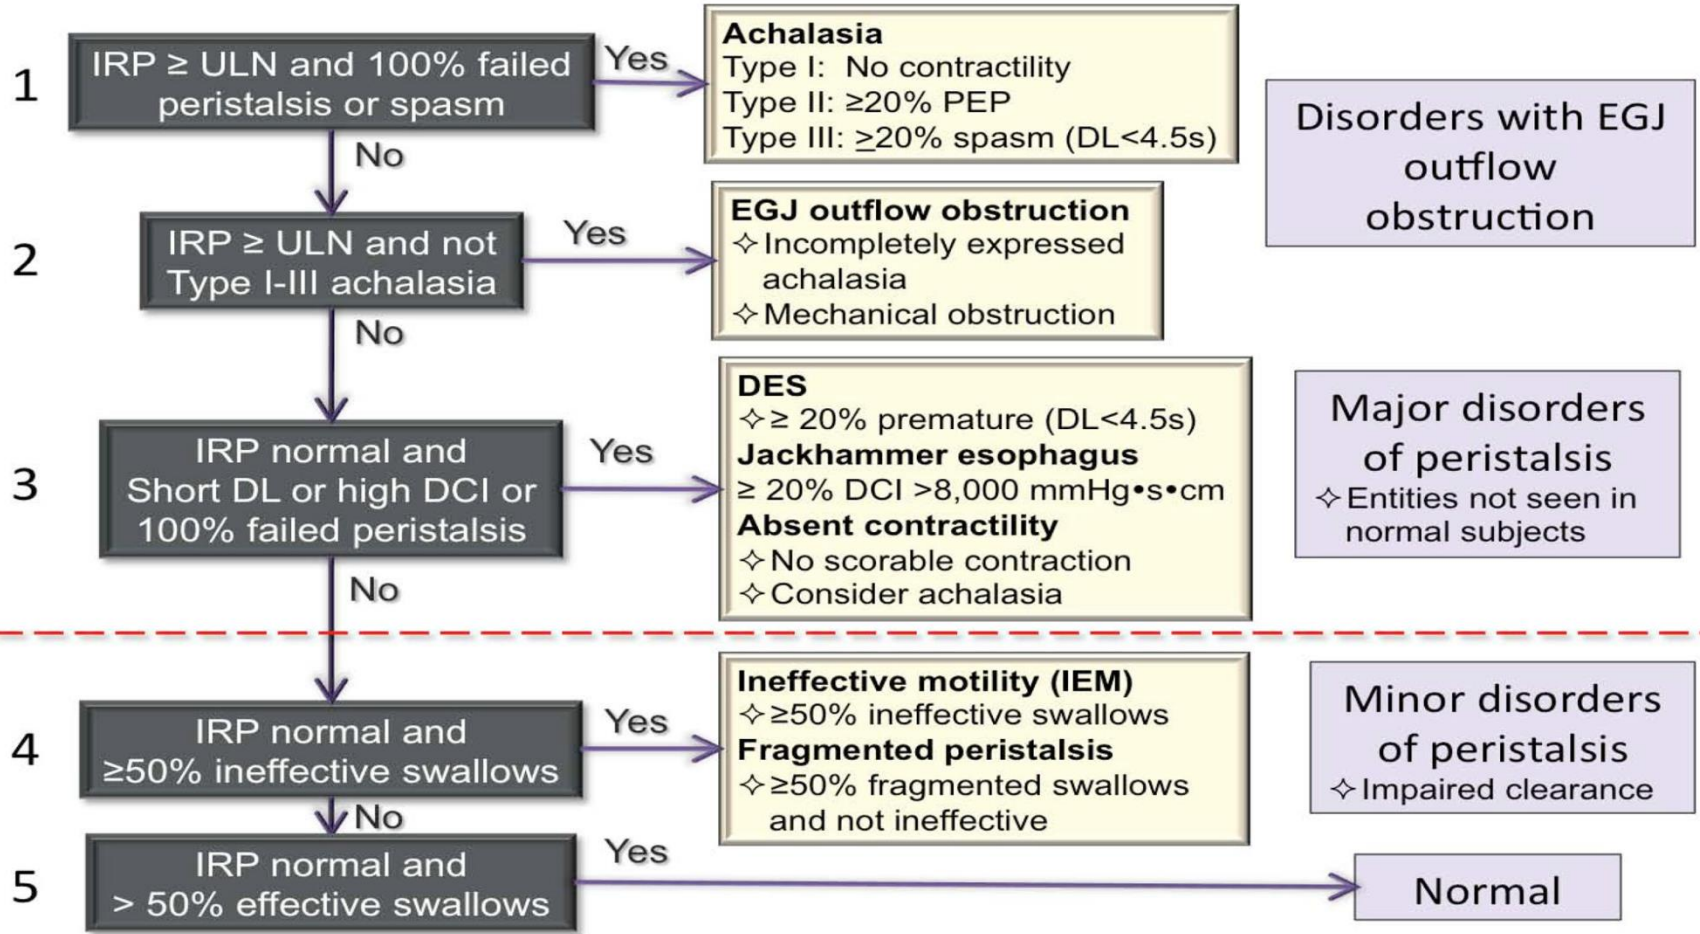 1
IRP ≥ ULN and 100% failed
peristalsis or spasm
Yes
Achalasia
Type I: No contractility
Type II: ≥20% PEP
Type III: ≥20% spasm (DL<4.5s)
Disorders with EGJ
outflow
obstruction
No
2
IRP ≥ ULN and not
Type I-III achalasia
Yes
EGJ outflow obstruction
✧ Incompletely expressed
achalasia
✧ Mechanical obstruction
No
3
IRP normal and
Short DL or high DCI or
100% failed peristalsis
Yes
DES
✧ ≥ 20% premature (DL<4.5s)
Jackhammer esophagus
≥ 20% DCI >8,000 mmHg•s•cm
Absent contractility
✧ No scorable contraction
✧ Consider achalasia
Major disorders
of peristalsis
✧ Entities not seen in
normal subjects
No
4
IRP normal and
≥50% ineffective swallows
Yes
Ineffective motility (IEM)
✧ ≥50% ineffective swallows
Fragmented peristalsis
✧ ≥50% fragmented swallows
and not ineffective
Minor disorders
of peristalsis
✧ Impaired clearance
No
5
IRP normal and
> 50% effective swallows
Yes
Normal